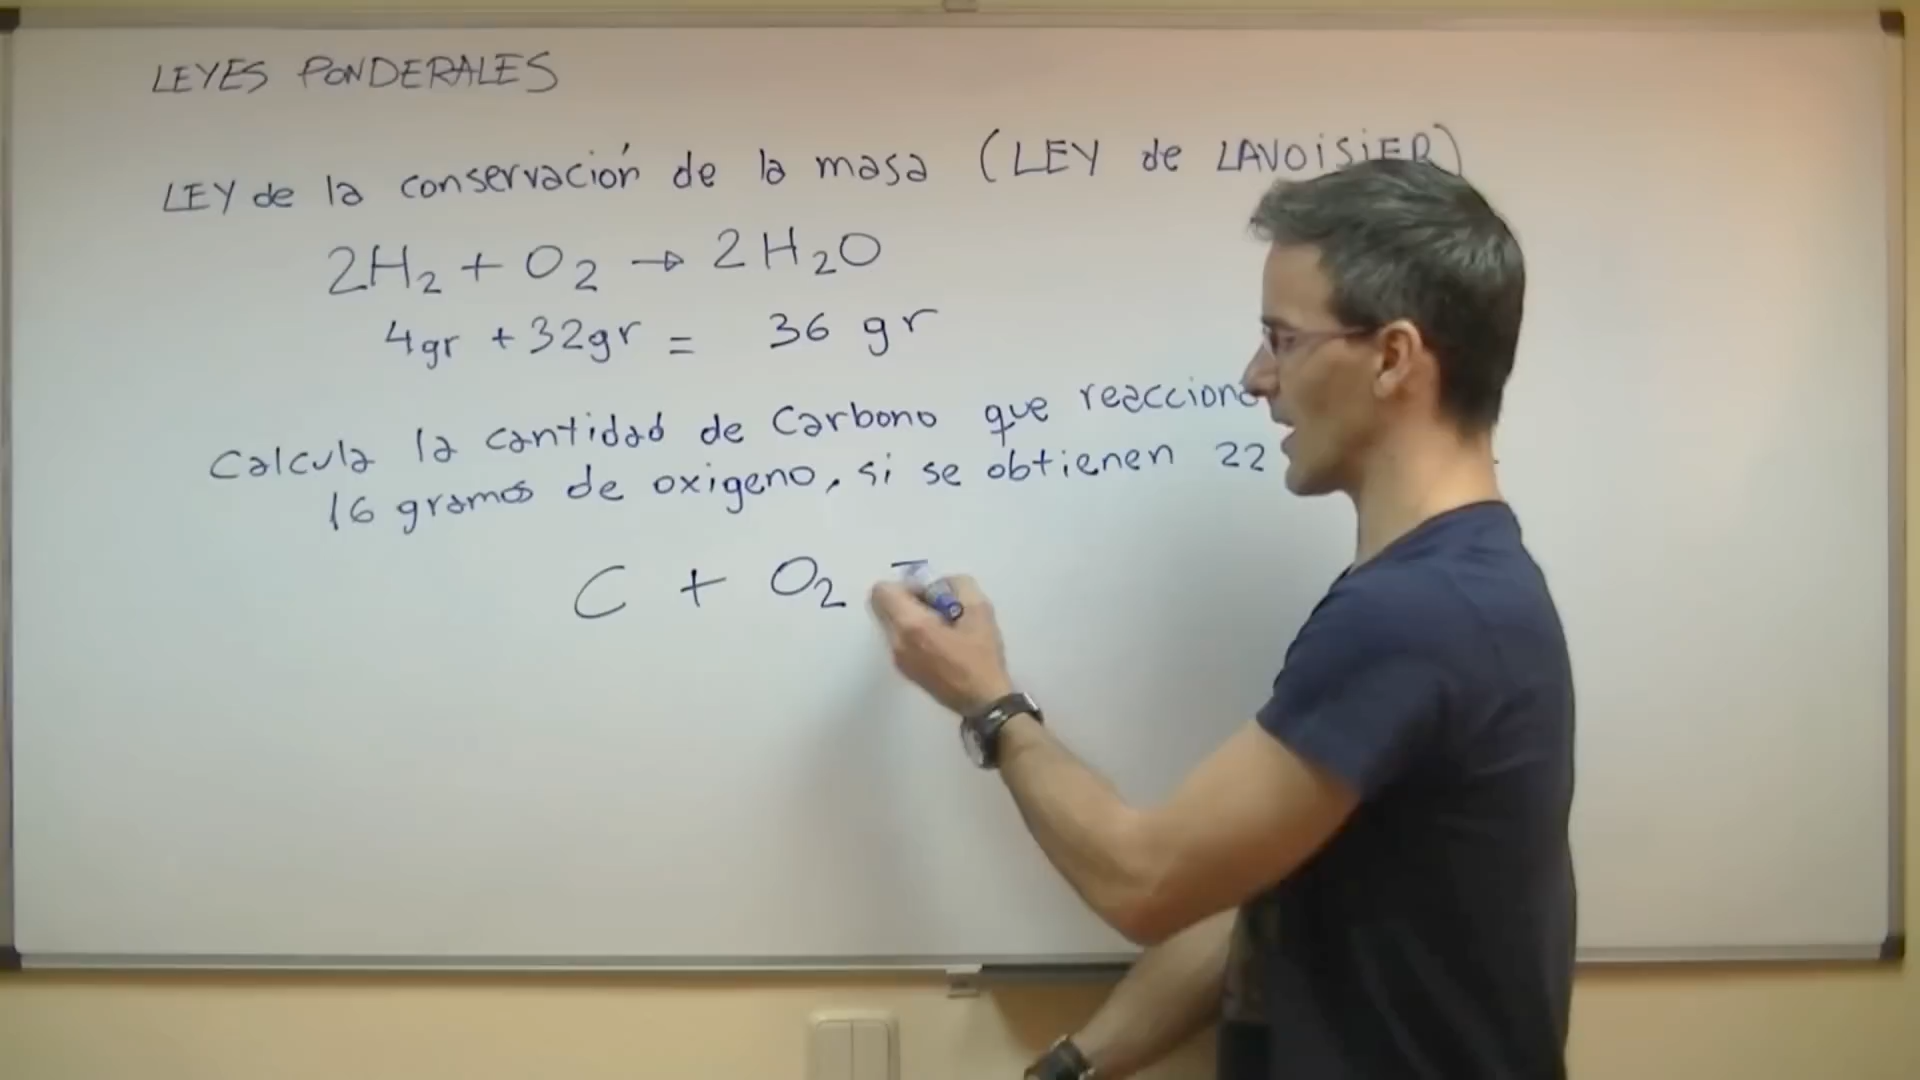 LEYES PONDERALES
LEY de la conservación de la masa (LEY de LAVOISIER)
2H₂ + O₂ → 2H₂O
4gr + 32gr = 36 gr
Calcula la cantidad de Carbono que reacciona
16 gramos de oxigeno, si se obtienen 22
C + O₂